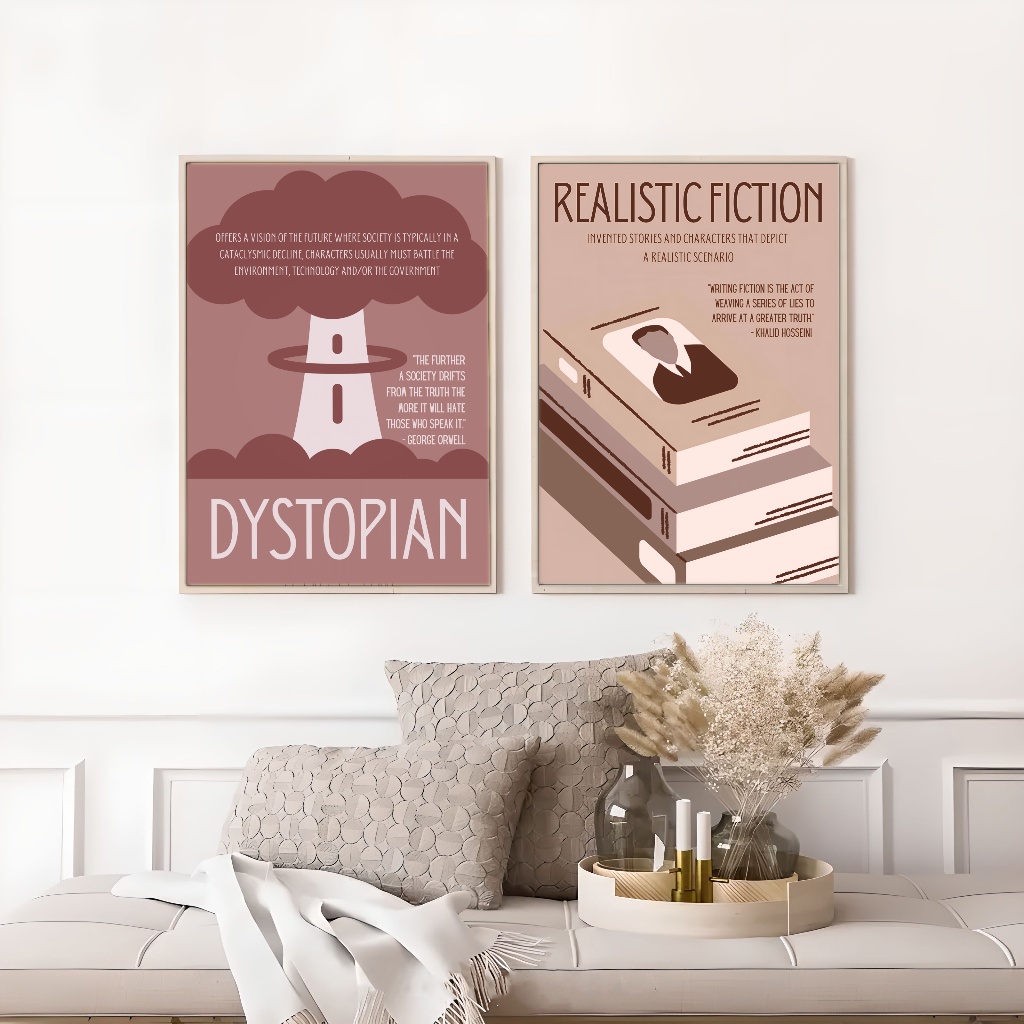 OFFERS A VISION OF THE FUTURE WHERE SOCIETY IS TYPICALLY IN A
CATACLYSMIC DECLINE, CHARACTERS USUALLY MUST BATTLE THE
ENVIRONMENT, TECHNOLOGY AND/OR THE GOVERNMENT
"THE FURTHER
A SOCIETY DRIFTS
FROM THE TRUTH THE
MORE IT WILL HATE
THOSE WHO SPEAK IT."
- GEORGE ORWELL
DYSTOPIAN
REALISTIC FICTION
INVENTED STORIES AND CHARACTERS THAT DEPICT
A REALISTIC SCENARIO
"WRITING FICTION IS THE ACT OF
WEAVING A SERIES OF LIES TO
ARRIVE AT A GREATER TRUTH."
- KHALID HOSSEINI